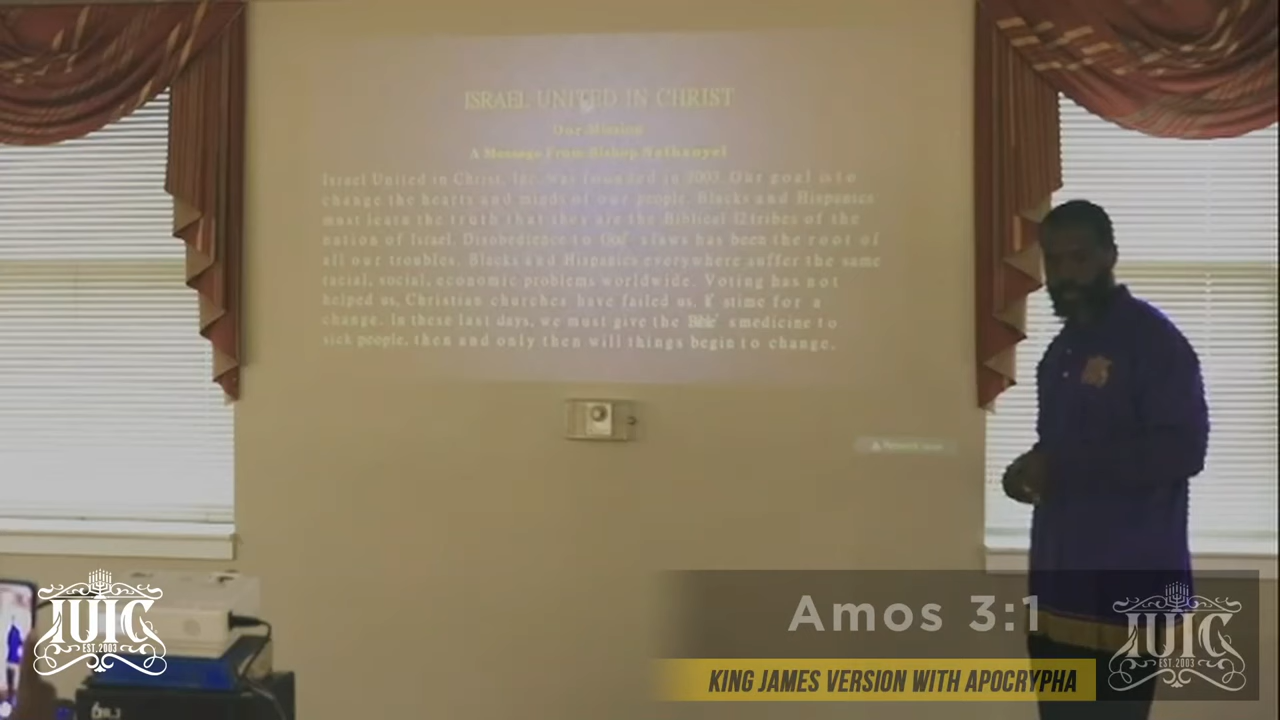 ISRAEL UNITED IN CHRIST
Our Mission
A Message From Bishop Nathanyel
Israel United in Christ, Inc. was founded in 2003. Our goal is to
change the hearts and minds of our people. Blacks and Hispanics
must learn the truth that they are the Biblical 12 tribes of the
nation of Israel. Disobedience to God' s laws has been the root of
all our troubles. Blacks and Hispanics everywhere suffer the same
racial, social, economic problems worldwide. Voting has not
helped us, Christian churches have failed us, it' s time for a
change. In these last days, we must give the Bible' s medicine to
sick people, then and only then will things begin to change.
IUIC
EST. 2003
Amos 3:1
KING JAMES VERSION WITH APOCRYPHA
IUIC
EST. 2003